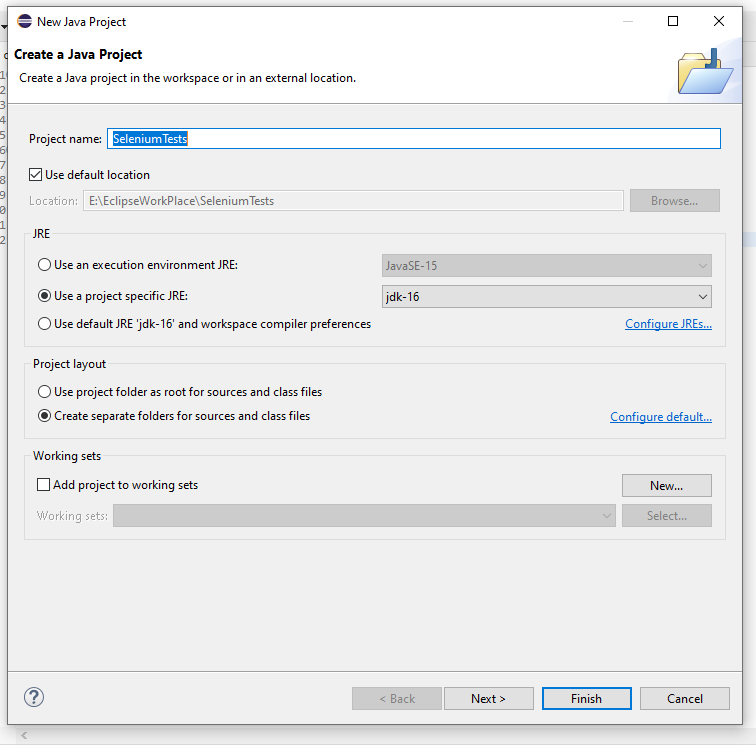 New Java Project
Create a Java Project
Create a Java project in the workspace or in an external location.
Project name: SeleniumTests
Use default location
Location: E:\EclipseWorkPlace\SeleniumTests Browse...
JRE
Use an execution environment JRE: JavaSE-15
Use a project specific JRE: jdk-16
Use default JRE 'jdk-16' and workspace compiler preferences Configure JREs...
Project layout
Use project folder as root for sources and class files
Create separate folders for sources and class files Configure default...
Working sets
Add project to working sets New...
Working sets: Select...
? < Back Next > Finish Cancel